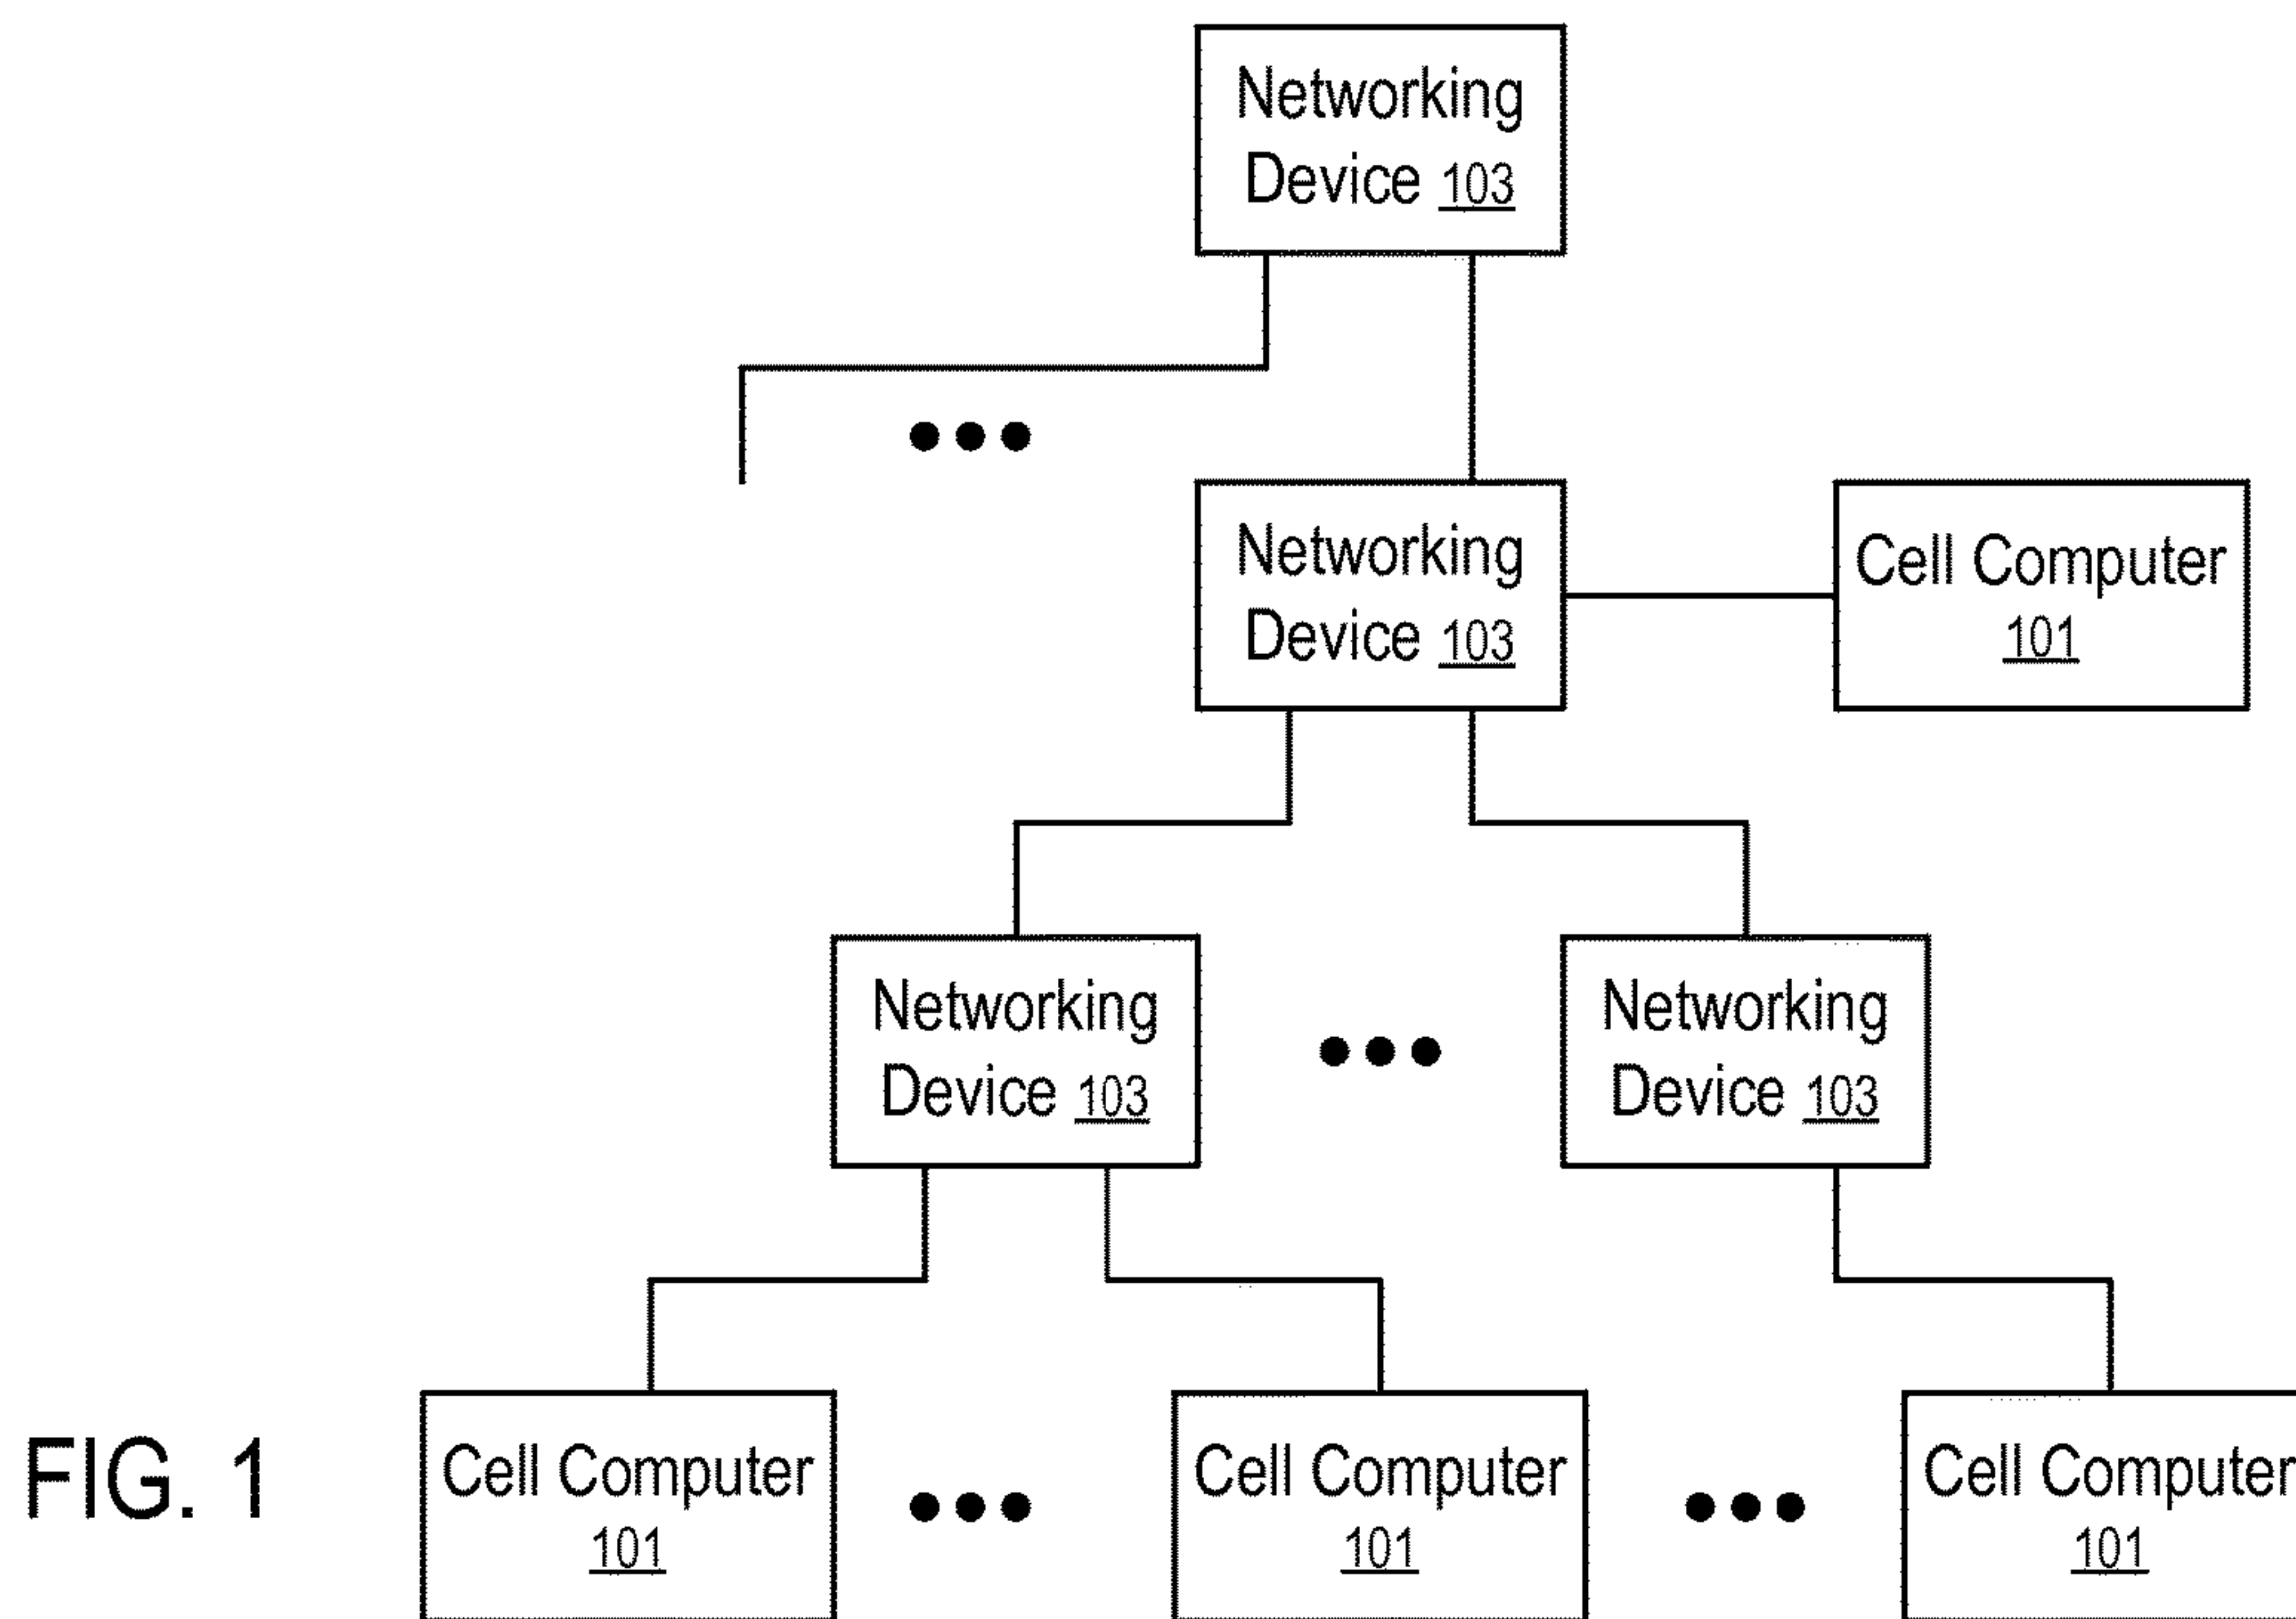 Networking
Device 103
Networking
Device 103
Cell Computer
101
Networking
Device 103
Networking
Device 103
FIG. 1
Cell Computer
101
Cell Computer
101
Cell Computer
101